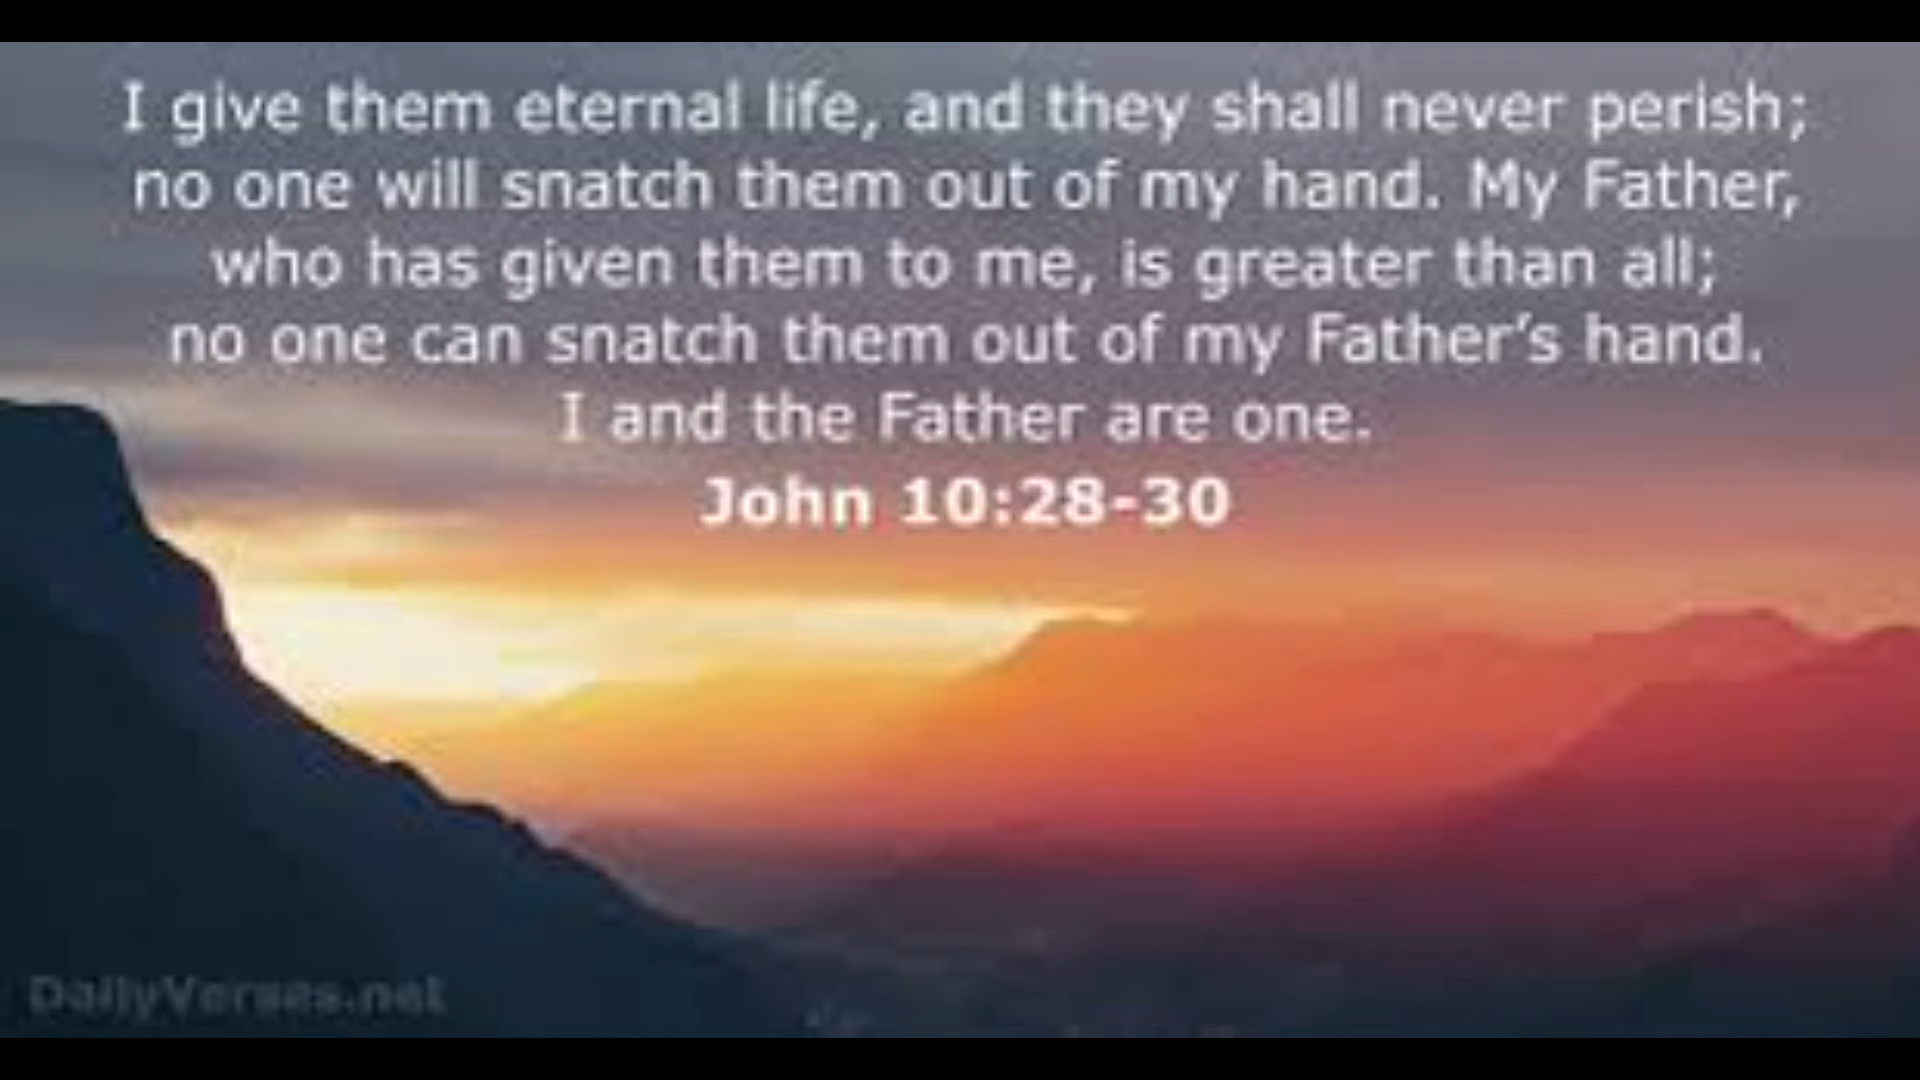 I give them eternal life, and they shall never perish;
no one will snatch them out of my hand. My Father,
who has given them to me, is greater than all;
no one can snatch them out of my Father’s hand.
I and the Father are one.
John 10:28-30
DailyVerses.net